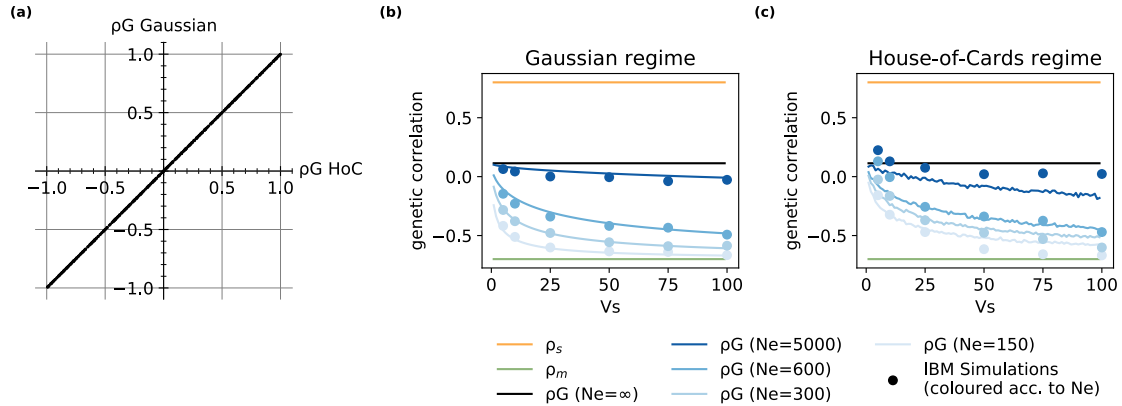 (a)
ρG Gaussian
1.0
0.5
ρG HoC
−1.0
−0.5
0.5
1.0
−0.5
−1.0
(b)
Gaussian regime
genetic correlation
0.5
0.0
−0.5
0
25
50
75
100
Vs
(c)
House-of-Cards regime
genetic correlation
0.5
0.0
−0.5
0
25
50
75
100
Vs
ρs
ρm
ρG (Ne=∞)
ρG (Ne=5000)
ρG (Ne=600)
ρG (Ne=300)
ρG (Ne=150)
IBM Simulations
(coloured acc. to Ne)